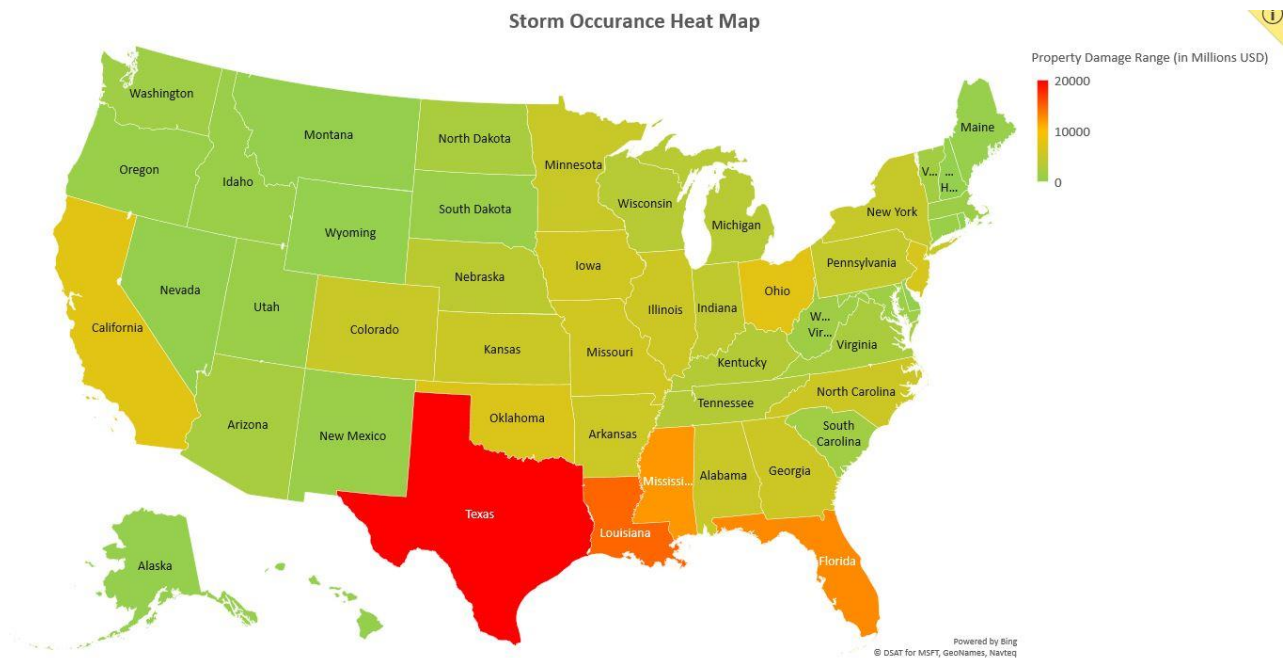 Storm Occurance Heat Map
Property Damage Range (in Millions USD)
20000
10000
0
Washington
Montana
North Dakota
Minnesota
Maine
Oregon
Idaho
Wisconsin
V...
...
H...
South Dakota
Michigan
New York
Wyoming
Nebraska
Iowa
Pennsylvania
Nevada
Utah
Illinois
Indiana
Ohio
California
Colorado
Kansas
Missouri
W...
Vir...
Virginia
Kentucky
North Carolina
Tennessee
Arizona
New Mexico
Oklahoma
Arkansas
South
Carolina
Mississi...
Alabama
Georgia
Texas
Louisiana
Florida
Alaska
Powered by Bing
© DSAT for MSFT, GeoNames, Navteq